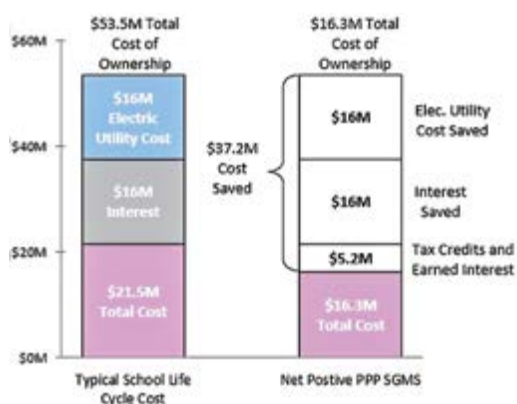 $53.5M Total
Cost of
Ownership
$16.3M Total
Cost of
Ownership
$60M
$40M
$20M
$0M
$16M
Electric
Utility Cost
$16M
Interest
$21.5M
Total Cost
$37.2M
Cost
Saved
$16M
$16M
$5.2M
$16.3M
Total Cost
Elec. Utility
Cost Saved
Interest
Saved
Tax Credits and
Earned Interest
Typical School Life
Cycle Cost
Net Postive PPP SGMS